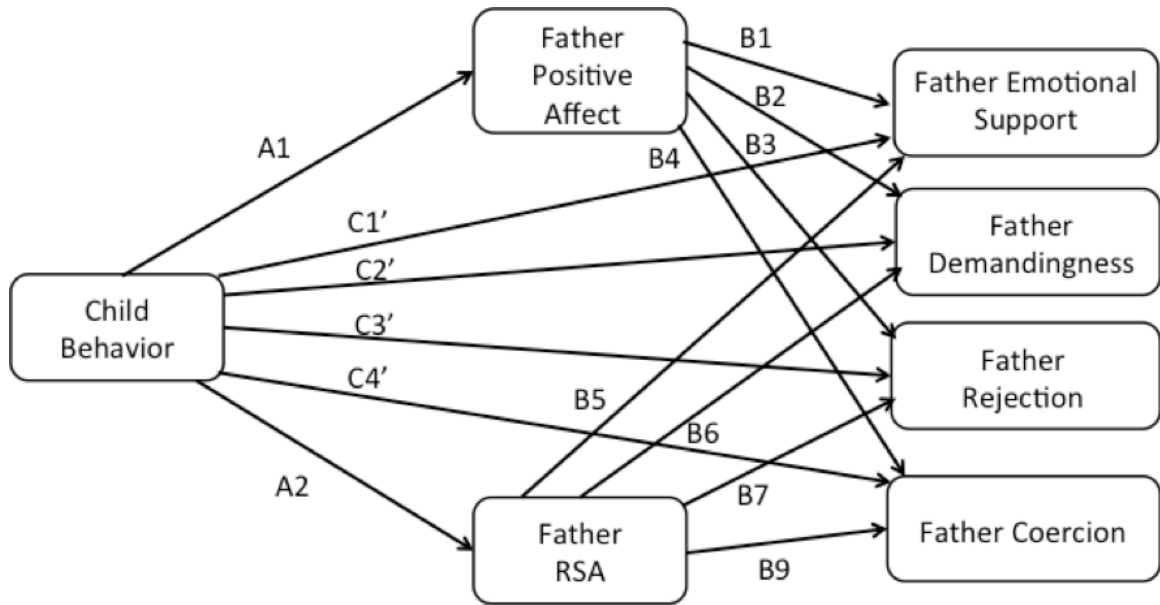 Father
Positive
Affect
B1
Father Emotional
Support
B2
B3
B4
A1
Father
Demandingness
C1’
C2’
Child
Behavior
C3’
Father
Rejection
C4’
B5
B6
A2
B7
Father
RSA
Father Coercion
B9